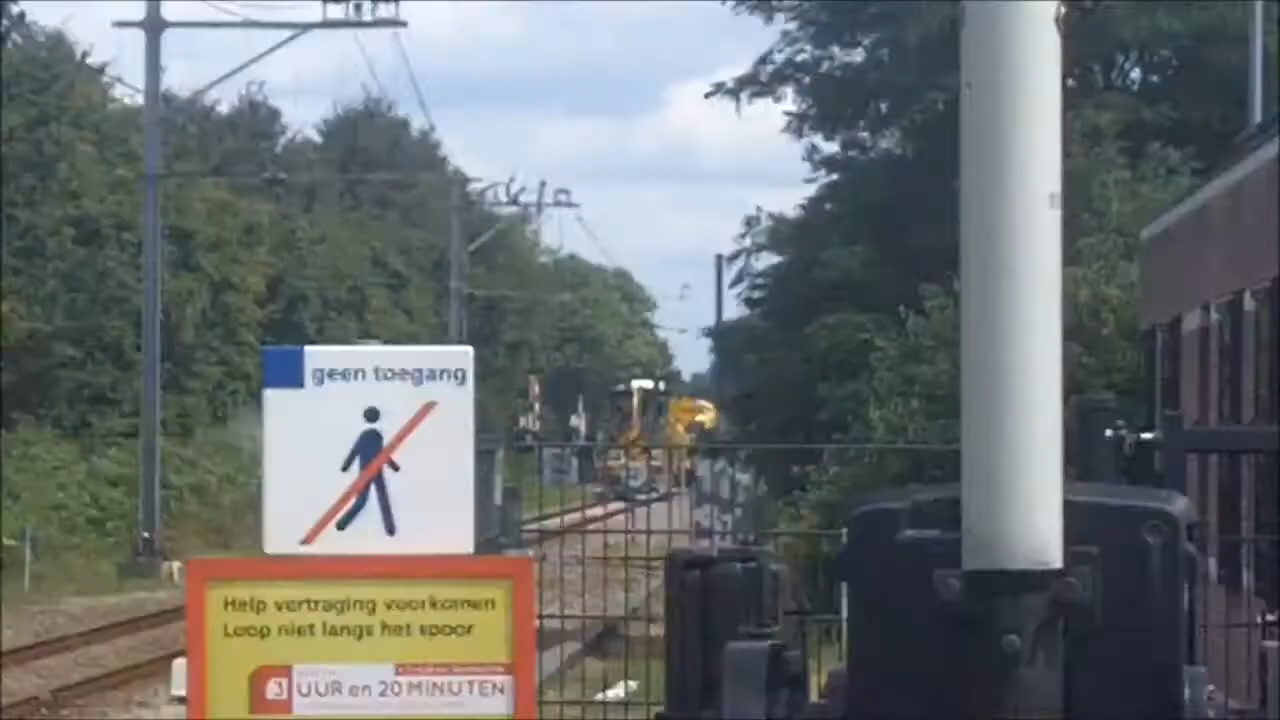 geen toegang
Help vertraging voorkomen
Loop niet langs het spoor
3 UUR en 20 MINUTEN